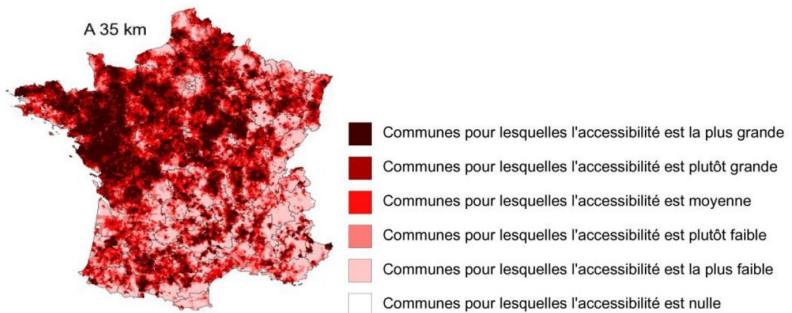 A 35 km
Communes pour lesquelles l'accessibilité est la plus grande
Communes pour lesquelles l'accessibilité est plutôt grande
Communes pour lesquelles l'accessibilité est moyenne
Communes pour lesquelles l'accessibilité est plutôt faible
Communes pour lesquelles l'accessibilité est la plus faible
Communes pour lesquelles l'accessibilité est nulle